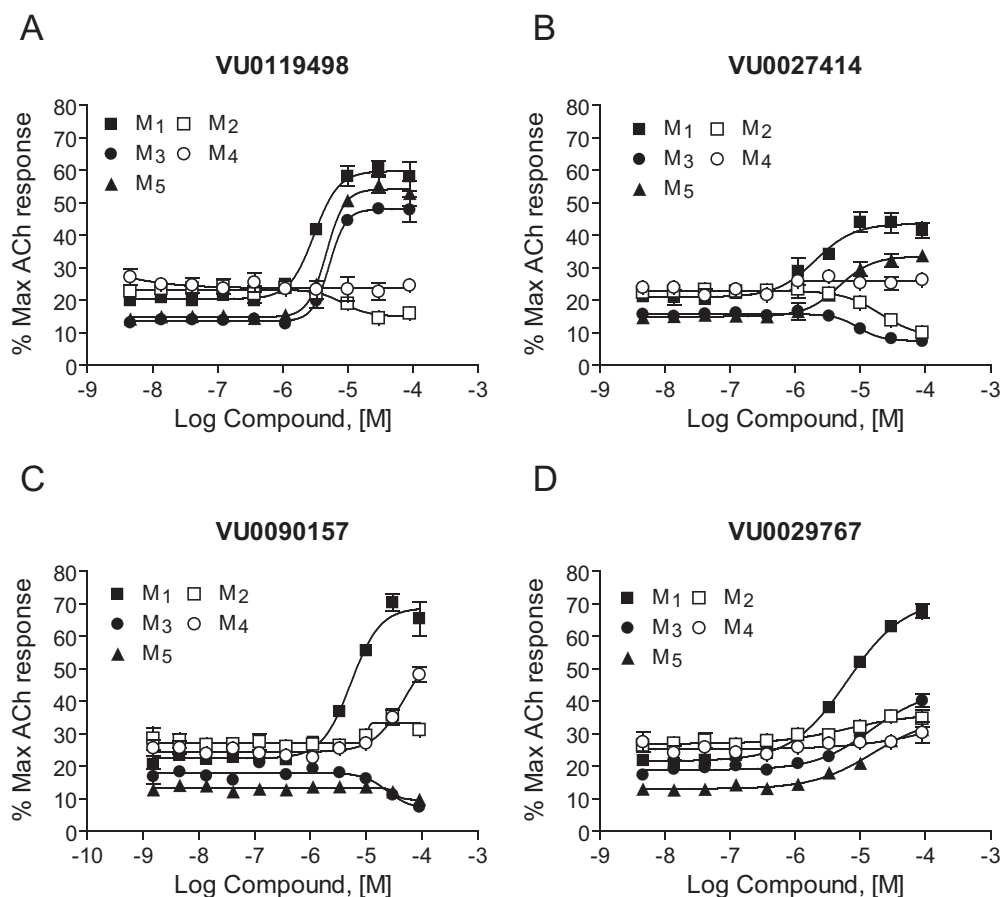 A
VU0119498
80
70
60
50
40
30
20
10
0
% Max ACh response
M1 M2
M3 M4
M5
-9 -8 -7 -6 -5 -4 -3
Log Compound, [M]
B
VU0027414
80
70
60
50
40
30
20
10
0
% Max ACh response
M1 M2
M3 M4
M5
-9 -8 -7 -6 -5 -4 -3
Log Compound, [M]
C
VU0090157
80
70
60
50
40
30
20
10
0
% Max ACh response
M1 M2
M3 M4
M5
-10 -9 -8 -7 -6 -5 -4 -3
Log Compound, [M]
D
VU0029767
80
70
60
50
40
30
20
10
0
% Max ACh response
M1 M2
M3 M4
M5
-9 -8 -7 -6 -5 -4 -3
Log Compound, [M]